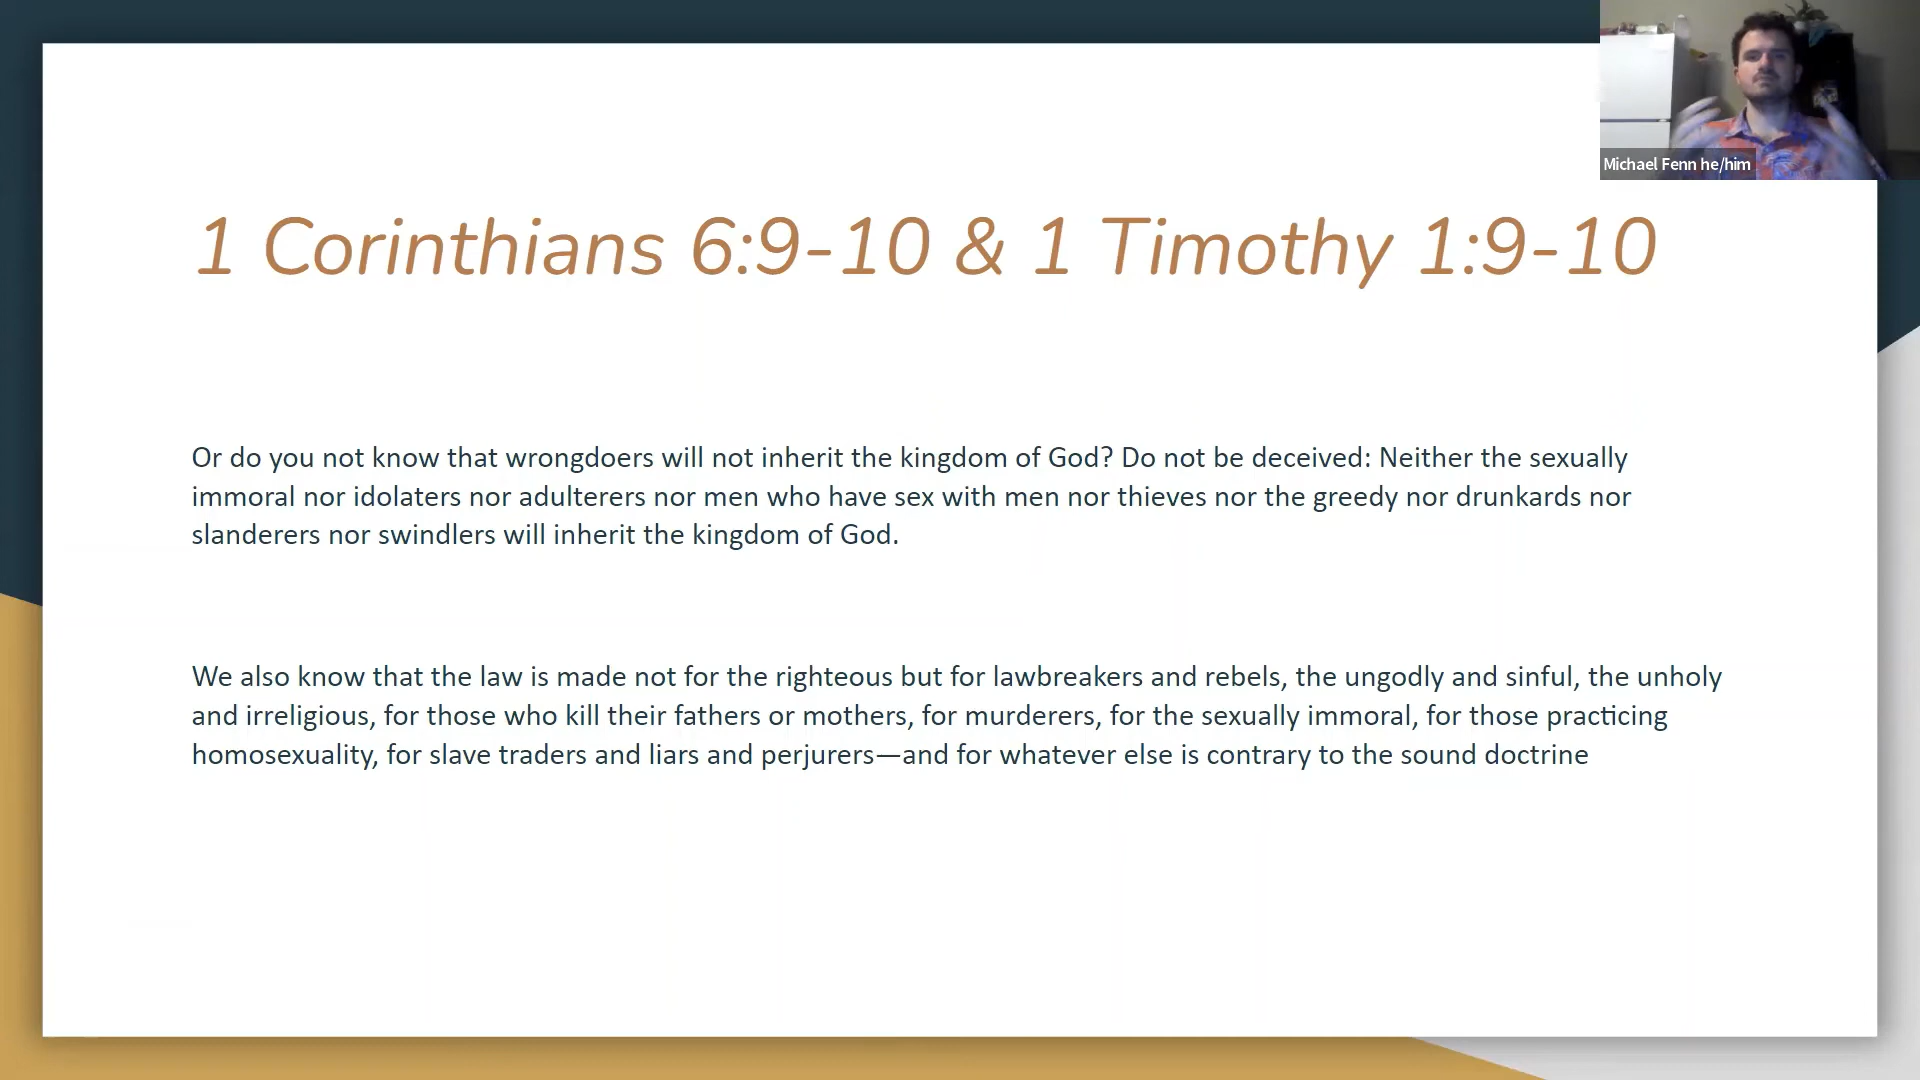 Michael Fenn he/him
1 Corinthians 6:9-10 & 1 Timothy 1:9-10
Or do you not know that wrongdoers will not inherit the kingdom of God? Do not be deceived: Neither the sexually
immoral nor idolaters nor adulterers nor men who have sex with men nor thieves nor the greedy nor drunkards nor
slanderers nor swindlers will inherit the kingdom of God.
We also know that the law is made not for the righteous but for lawbreakers and rebels, the ungodly and sinful, the unholy
and irreligious, for those who kill their fathers or mothers, for murderers, for the sexually immoral, for those practicing
homosexuality, for slave traders and liars and perjurers—and for whatever else is contrary to the sound doctrine